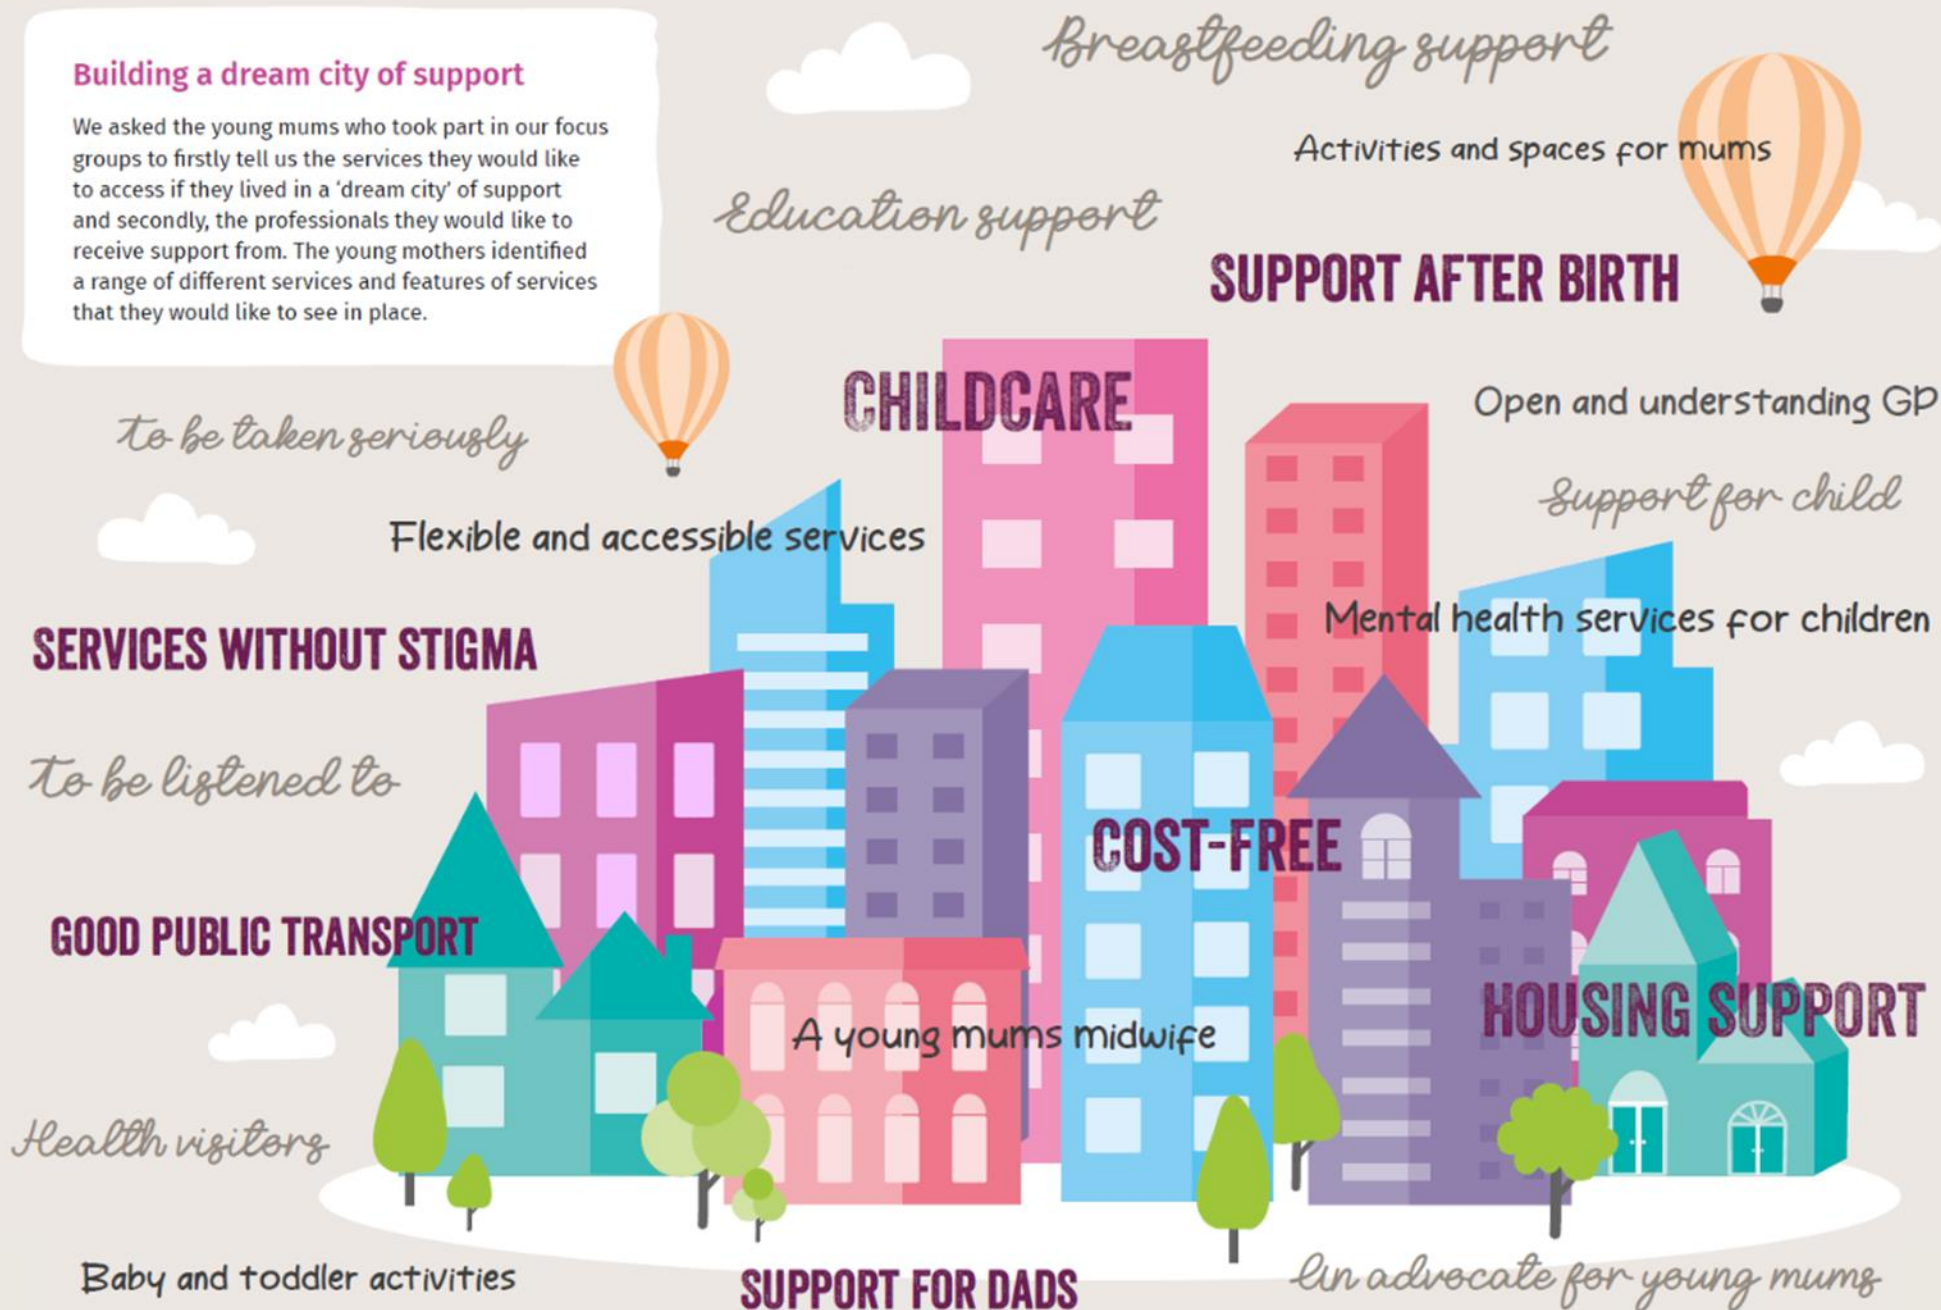 Building a dream city of support
We asked the young mums who took part in our focus
groups to firstly tell us the services they would like
to access if they lived in a ‘dream city’ of support
and secondly, the professionals they would like to
receive support from. The young mothers identified
a range of different services and features of services
that they would like to see in place.
Breastfeeding support
Activities and spaces for mums
Education support
SUPPORT AFTER BIRTH
CHILDCARE
Open and understanding GP
To be taken seriously
Support for child
Flexible and accessible services
Mental health services for children
SERVICES WITHOUT STIGMA
To be listened to
COST-FREE
GOOD PUBLIC TRANSPORT
HOUSING SUPPORT
A young mums midwife
Health visitors
Baby and toddler activities
SUPPORT FOR DADS
An advocate for young mums